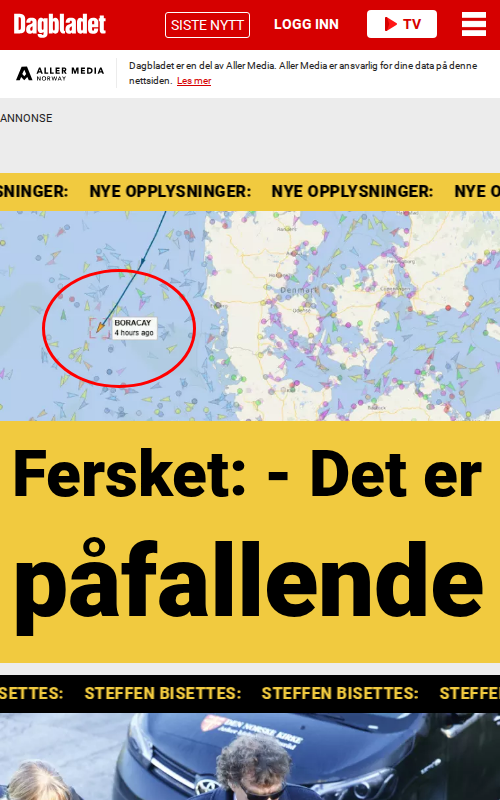 Dagbladet
SISTE NYTT
LOGG INN
TV
ALLER MEDIA
NORWAY
Dagbladet er en del av Aller Media. Aller Media er ansvarlig for dine data på denne
nettsiden. Les mer
ANNONSE
SNINGER: NYE OPPLYSNINGER: NYE OPPLYSNINGER: NYE O
Denmark
BORACAY
4 hours ago
Fersket: - Det er
påfallende
SETTES: STEFFEN BISETTES: STEFFEN BISETTES: STEFFE
DEN NORSKE KIRKE